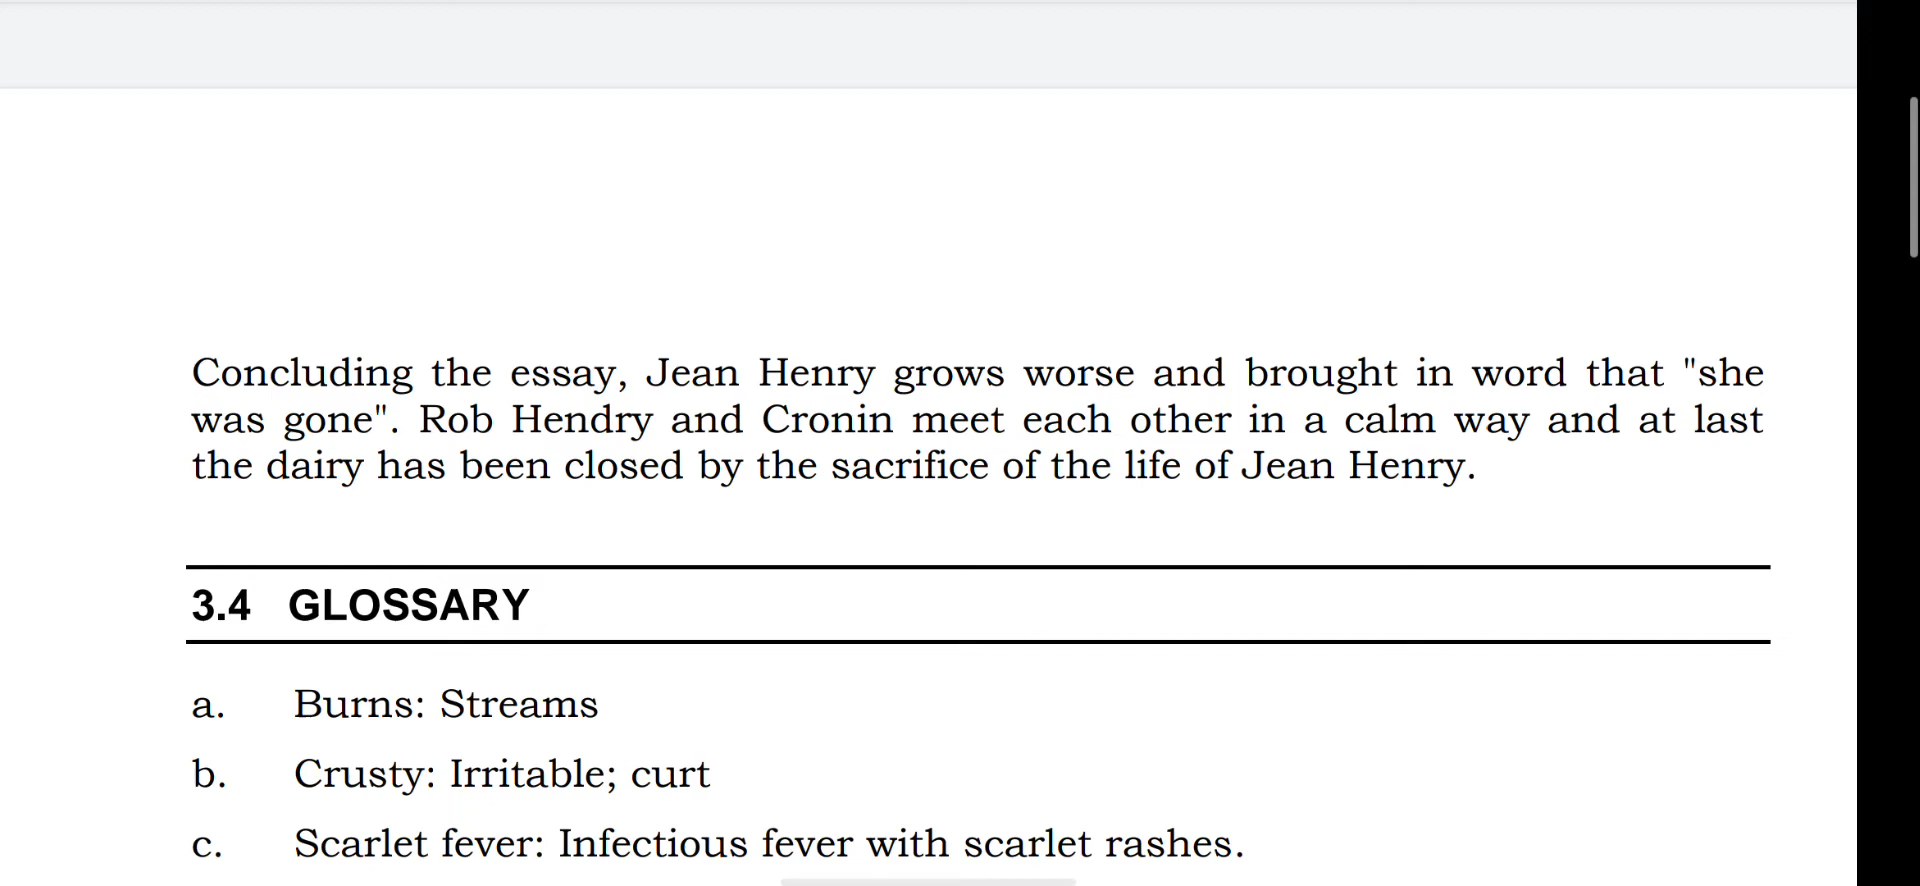 Concluding the essay, Jean Henry grows worse and brought in word that "she
was gone". Rob Hendry and Cronin meet each other in a calm way and at last
the dairy has been closed by the sacrifice of the life of Jean Henry.
3.4 GLOSSARY
a. Burns: Streams
b. Crusty: Irritable; curt
c. Scarlet fever: Infectious fever with scarlet rashes.